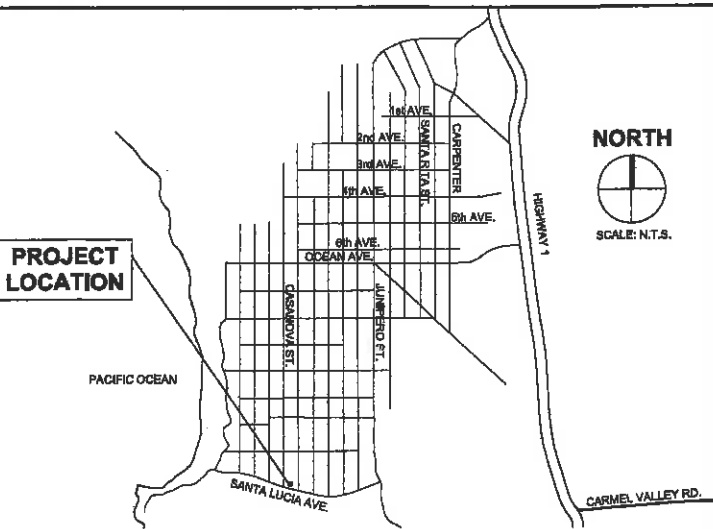 1st AVE.
2nd AVE.
3rd AVE.
4th AVE.
5th AVE.
6th AVE.
OCEAN AVE.
SANTA RITA ST.
CARPENTER
HIGHWAY 1
NORTH
SCALE: N.T.S.
PROJECT
LOCATION
CASANOVA ST.
JUNIPERO FT.
PACIFIC OCEAN
SANTA LUCIA AVE.
CARMEL VALLEY RD.